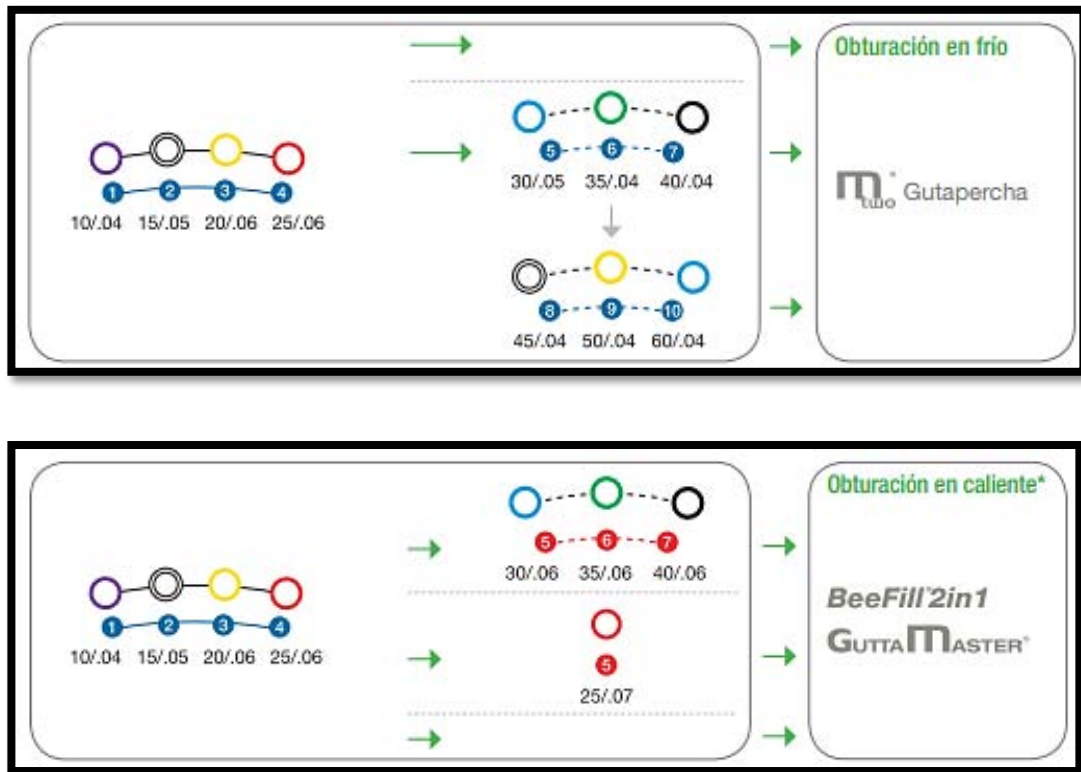 Obturación en frío
1 2 3 4
10/.04 15/.05 20/.06 25/.06
5 6 7
30/.05 35/.04 40/.04
8 9 10
45/.04 50/.04 60/.04
mtwo® Gutapercha
Obturación en caliente*
1 2 3 4
10/.04 15/.05 20/.06 25/.06
5 6 7
30/.06 35/.06 40/.06
5
25/.07
BeeFill®2in1
GUTTAMASTER®